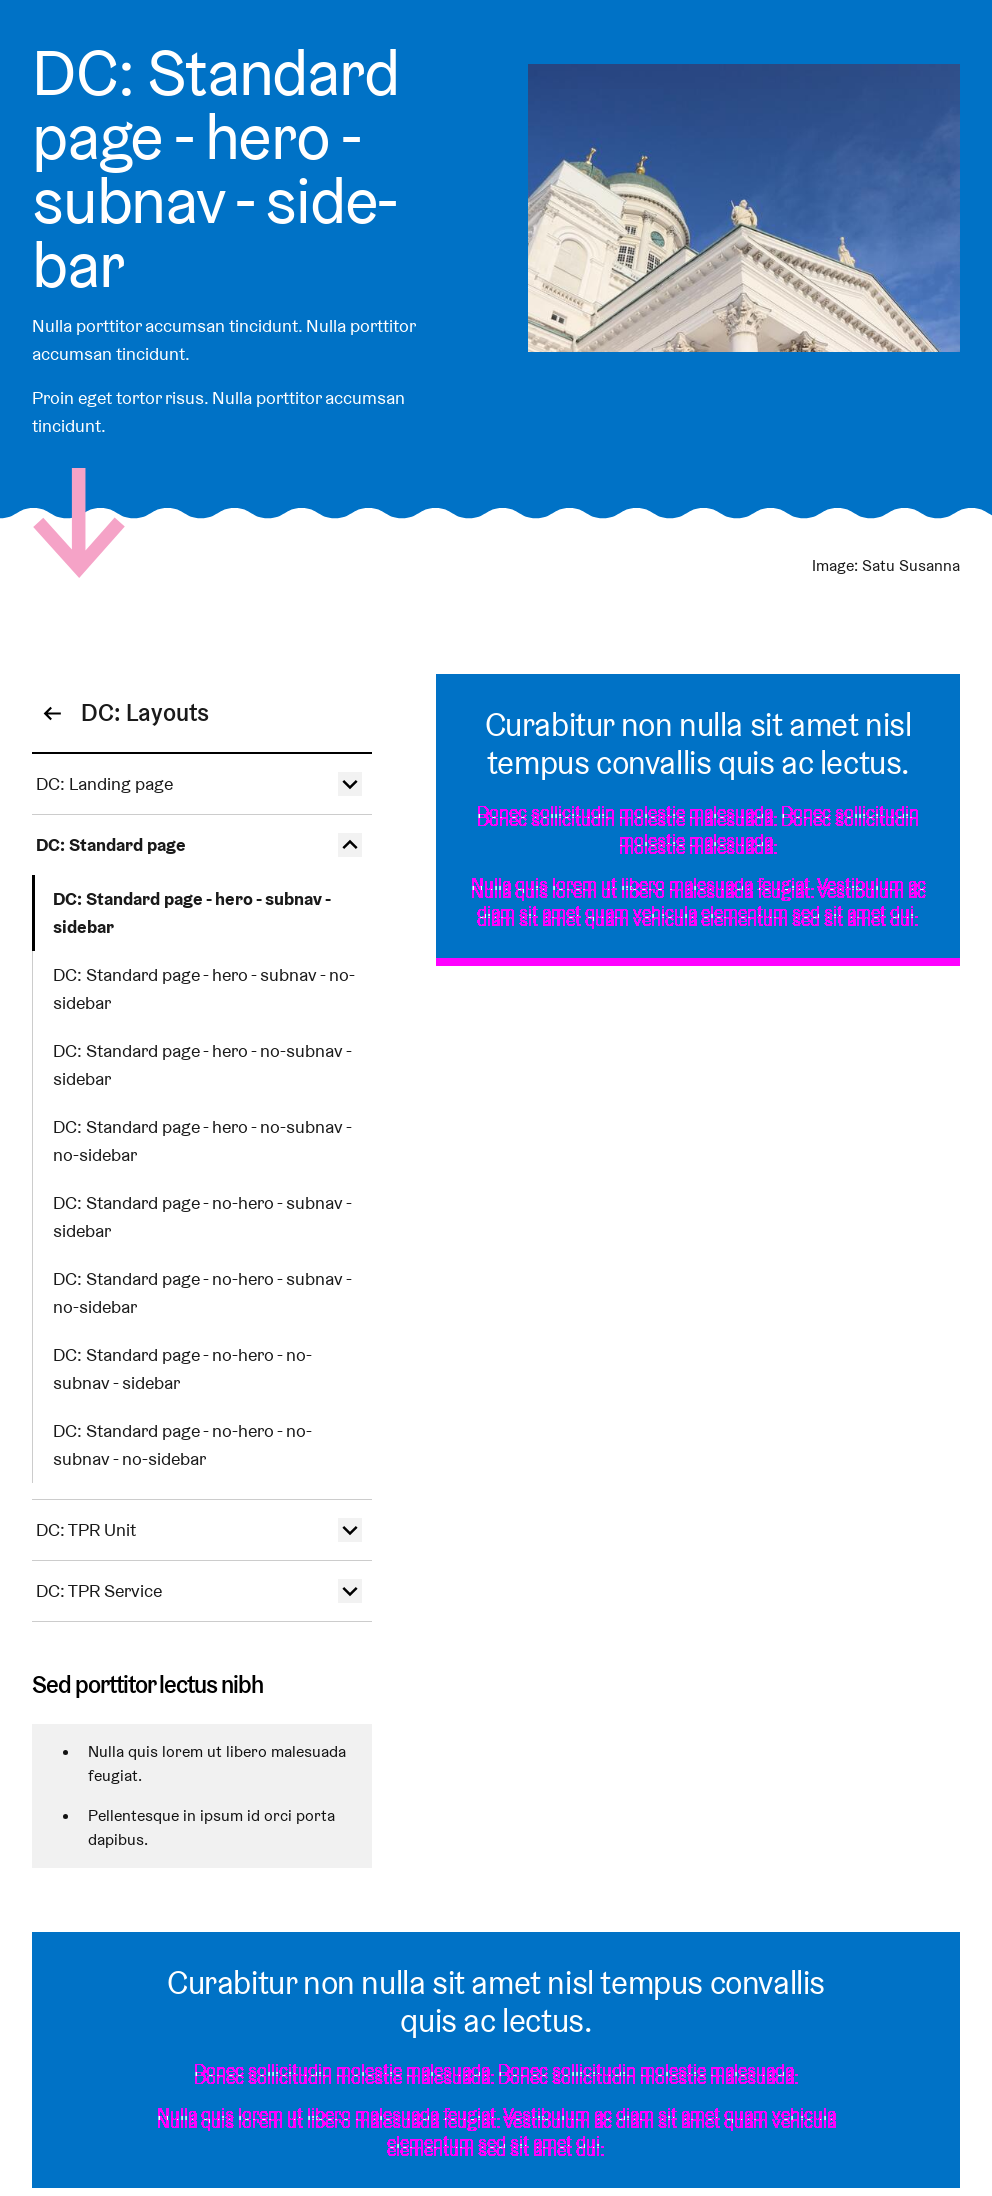 DC: Standard
page - hero -
subnav - side-
bar
Nulla porttitor accumsan tincidunt. Nulla porttitor
accumsan tincidunt.
Proin eget tortor risus. Nulla porttitor accumsan
tincidunt.
Image: Satu Susanna
DC: Layouts
DC: Landing page
DC: Standard page
DC: Standard page - hero - subnav -
sidebar
DC: Standard page - hero - subnav - no-
sidebar
DC: Standard page - hero - no-subnav -
sidebar
DC: Standard page - hero - no-subnav -
no-sidebar
DC: Standard page - no-hero - subnav -
sidebar
DC: Standard page - no-hero - subnav -
no-sidebar
DC: Standard page - no-hero - no-
subnav - sidebar
DC: Standard page - no-hero - no-
subnav - no-sidebar
DC: TPR Unit
DC: TPR Service
Sed porttitor lectus nibh
Nulla quis lorem ut libero malesuada
feugiat.
Pellentesque in ipsum id orci porta
dapibus.
Curabitur non nulla sit amet nisl
tempus convallis quis ac lectus.
Donec sollicitudin molestie malesuada. Donec sollicitudin
molestie malesuada.
Nulla quis lorem ut libero malesuada feugiat. Vestibulum ac
diam sit amet quam vehicula elementum sed sit amet dui.
Curabitur non nulla sit amet nisl tempus convallis
quis ac lectus.
Donec sollicitudin molestie malesuada. Donec sollicitudin molestie malesuada.
Nulla quis lorem ut libero malesuada feugiat. Vestibulum ac diam sit amet quam vehicula
elementum sed sit amet dui.